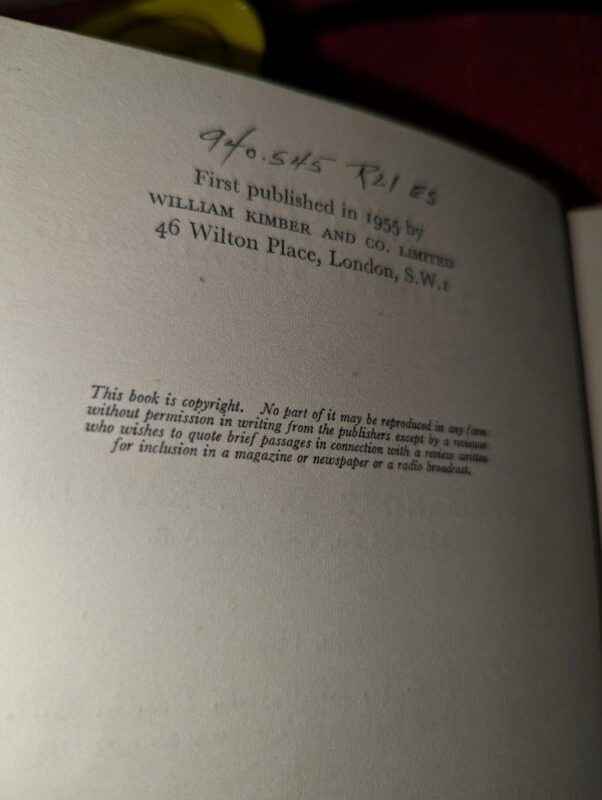 940.545 R21 ES
First published in 1955 by
WILLIAM KIMBER AND CO. LIMITED
46 Wilton Place, London, S.W.1
This book is copyright. No part of it may be reproduced in any form
without permission in writing from the publishers except by a reviewer
who wishes to quote brief passages in connection with a review written
for inclusion in a magazine or newspaper or a radio broadcast.